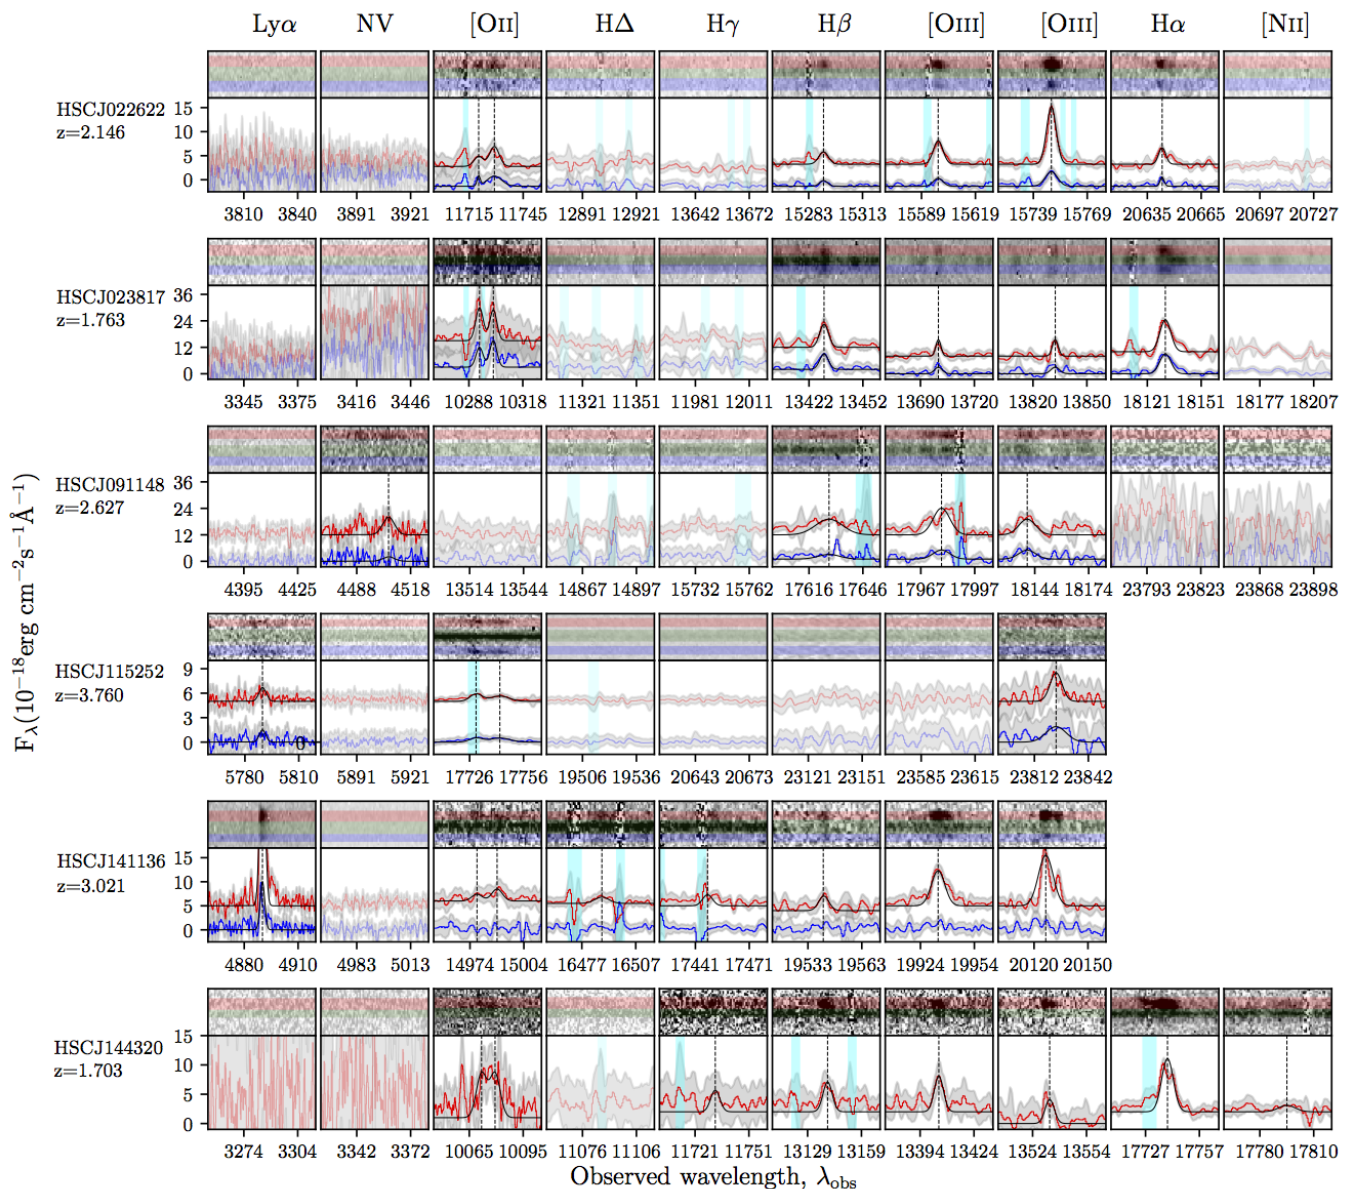 Lyα NV [OII] HΔ Hγ Hβ [OIII] [OIII] Hα [NII]
HSCJ022622
z=2.146
15
10
5
0
3810 3840 3891 3921 11715 11745 12891 12921 13642 13672 15283 15313 15589 15619 15739 15769 20635 20665 20697 20727
HSCJ023817
z=1.763
36
24
12
0
3345 3375 3416 3446 10288 10318 11321 11351 11981 12011 13422 13452 13690 13720 13820 13850 18121 18151 18177 18207
HSCJ091148
z=2.627
36
24
12
0
4395 4425 4488 4518 13514 13544 14867 14897 15732 15762 17616 17646 17967 17997 18144 18174 23793 23823 23868 23898
Fλ(10−18erg cm−2s−1Å−1)
HSCJ115252
z=3.760
9
6
3
0
0
5780 5810 5891 5921 17726 17756 19506 19536 20643 20673 23121 23151 23585 23615 23812 23842
HSCJ141136
z=3.021
15
10
5
0
4880 4910 4983 5013 14974 15004 16477 16507 17441 17471 19533 19563 19924 19954 20120 20150
HSCJ144320
z=1.703
15
10
5
0
3274 3304 3342 3372 10065 10095 11076 11106 11721 11751 13129 13159 13394 13424 13524 13554 17727 17757 17780 17810
Observed wavelength, λobs